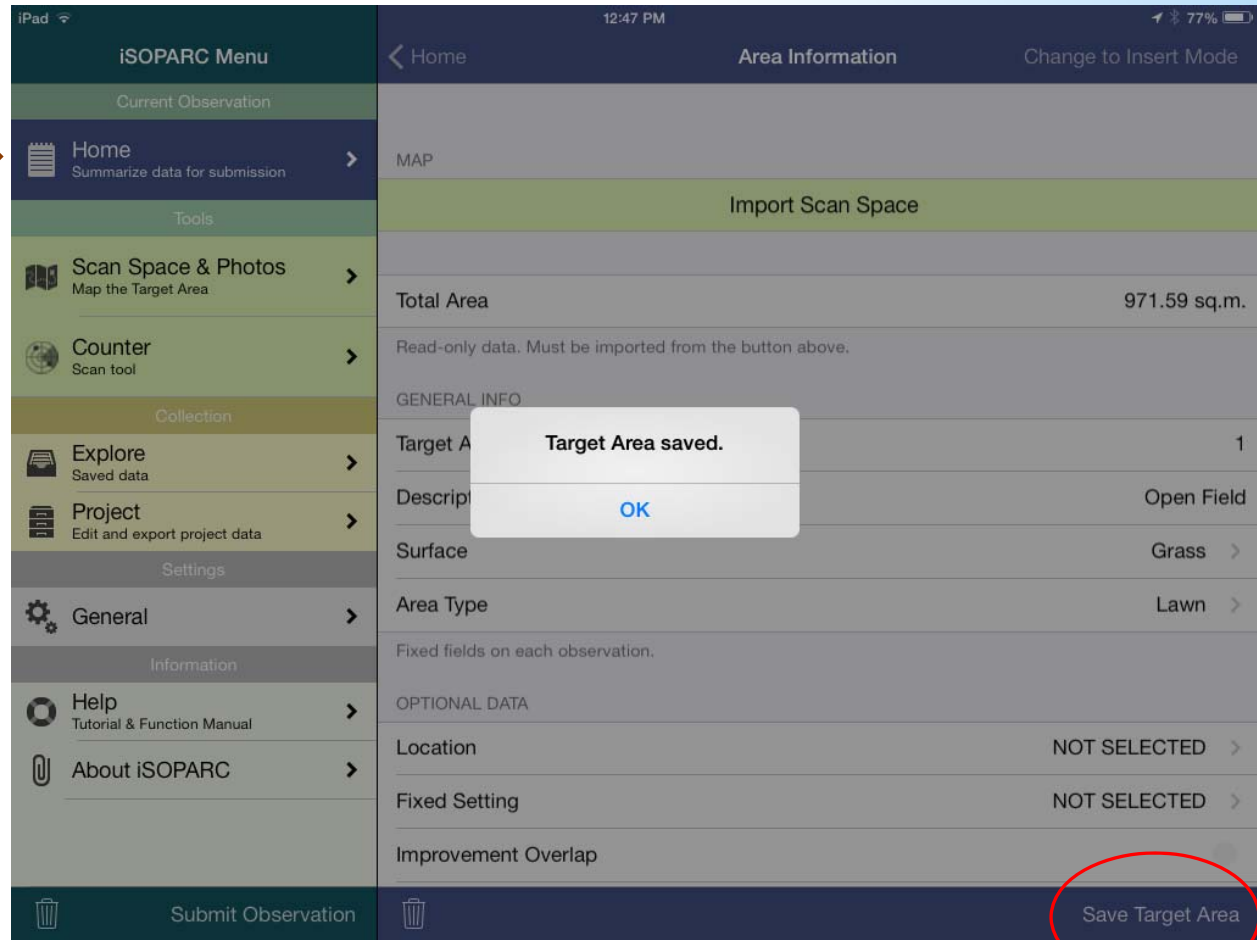 iPad
12:47 PM
77%
iSOPARC Menu
Current Observation
Home
Summarize data for submission
Tools
Scan Space & Photos
Map the Target Area
Counter
Scan tool
Collection
Explore
Saved data
Project
Edit and export project data
Settings
General
Information
Help
Tutorial & Function Manual
About iSOPARC
Submit Observation
Home
Area Information
Change to Insert Mode
MAP
Import Scan Space
Total Area 971.59 sq.m.
Read-only data. Must be imported from the button above.
GENERAL INFO
Target A 1
Descript Open Field
Surface Grass
Area Type Lawn
Fixed fields on each observation.
OPTIONAL DATA
Location NOT SELECTED
Fixed Setting NOT SELECTED
Improvement Overlap
Save Target Area
Target Area saved.
OK